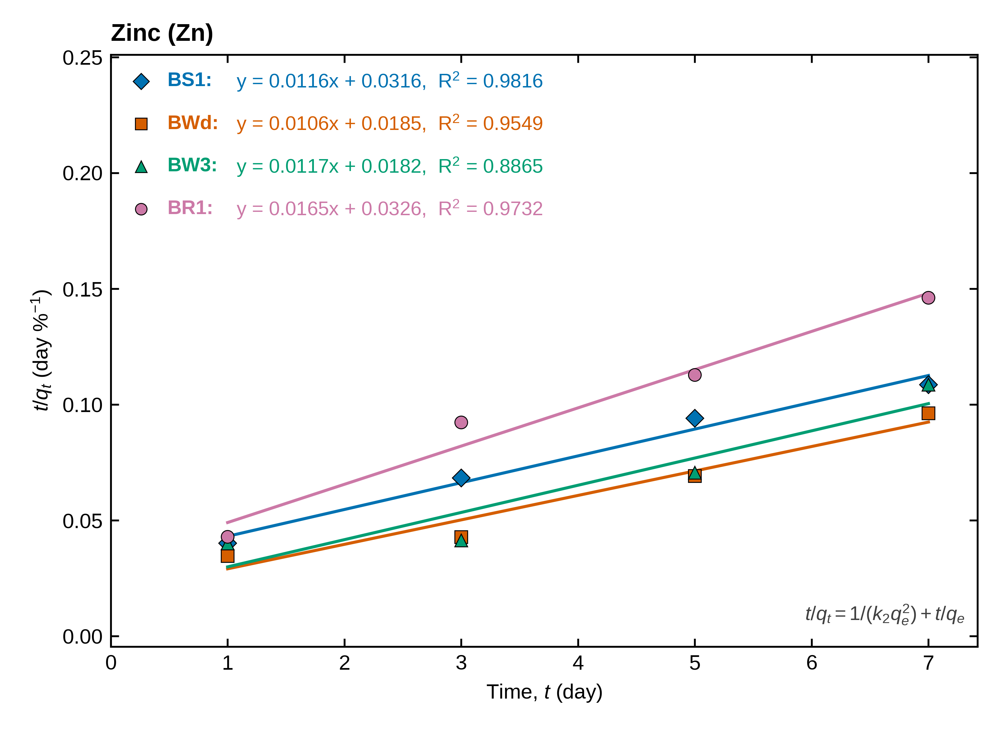 Zinc (Zn)
0.25
0.20
0.15
0.10
0.05
0.00
BS1: y = 0.0116x + 0.0316, R² = 0.9816
BWd: y = 0.0106x + 0.0185, R² = 0.9549
BW3: y = 0.0117x + 0.0182, R² = 0.8865
BR1: y = 0.0165x + 0.0326, R² = 0.9732
t/qₜ (day %⁻¹)
t/qₜ = 1/(k₂qₑ²) + t/qₑ
0 1 2 3 4 5 6 7
Time, t (day)